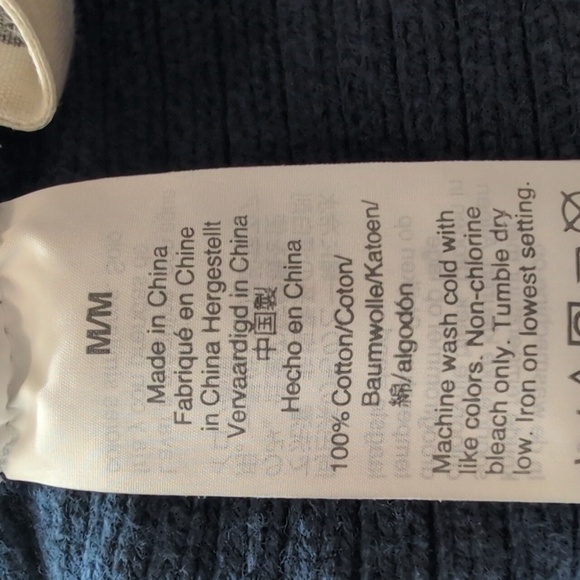 M/M
Made in China
Fabriqué en Chine
in China Hergestellt
Vervaardigd in China
中国製
Hecho en China
100% Cotton/Coton/
Baumwolle/Katoen/
綿/algodón
Machine wash cold with
like colors. Non-chlorine
bleach only. Tumble dry
low. Iron on lowest setting.